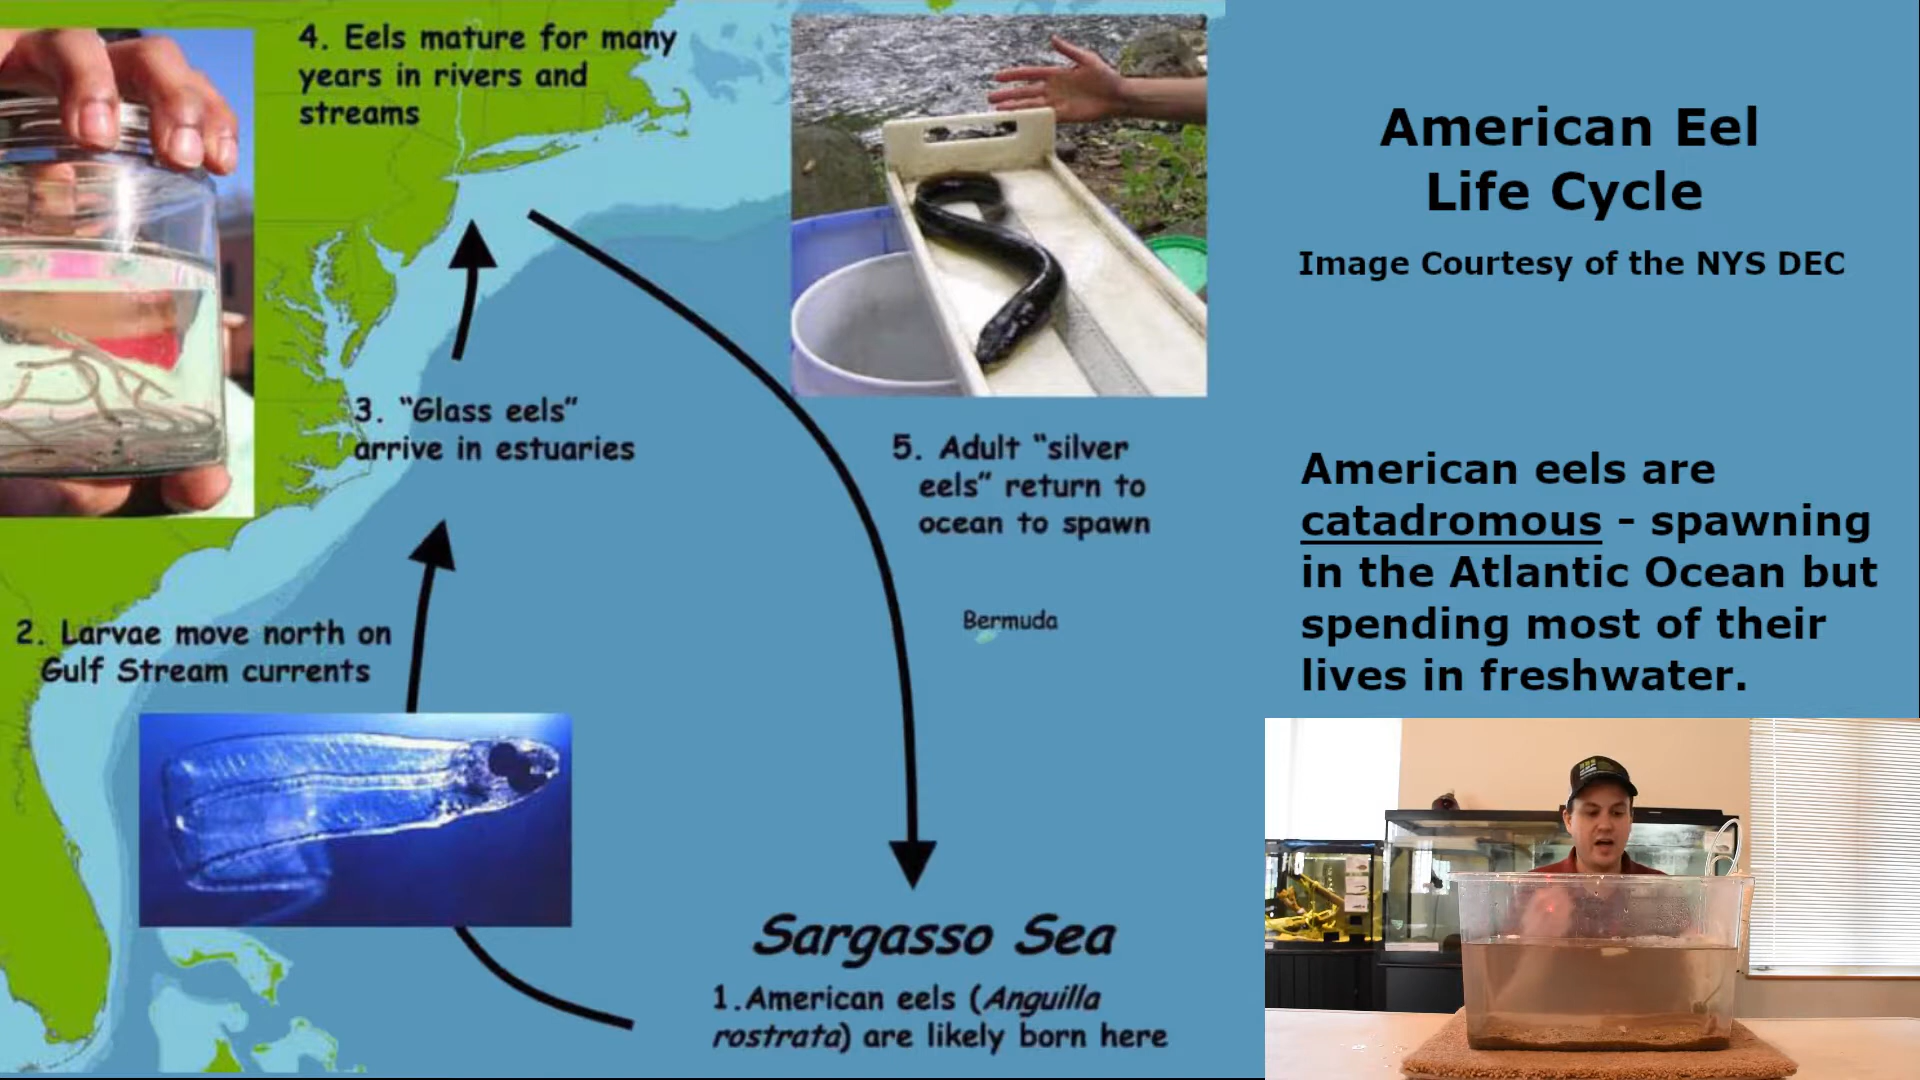 4. Eels mature for many
years in rivers and
streams
3. “Glass eels”
arrive in estuaries
2. Larvae move north on
Gulf Stream currents
5. Adult “silver
eels” return to
ocean to spawn
Bermuda
Sargasso Sea
1.American eels (Anguilla
rostrata) are likely born here
American Eel
Life Cycle
Image Courtesy of the NYS DEC
American eels are
catadromous - spawning
in the Atlantic Ocean but
spending most of their
lives in freshwater.